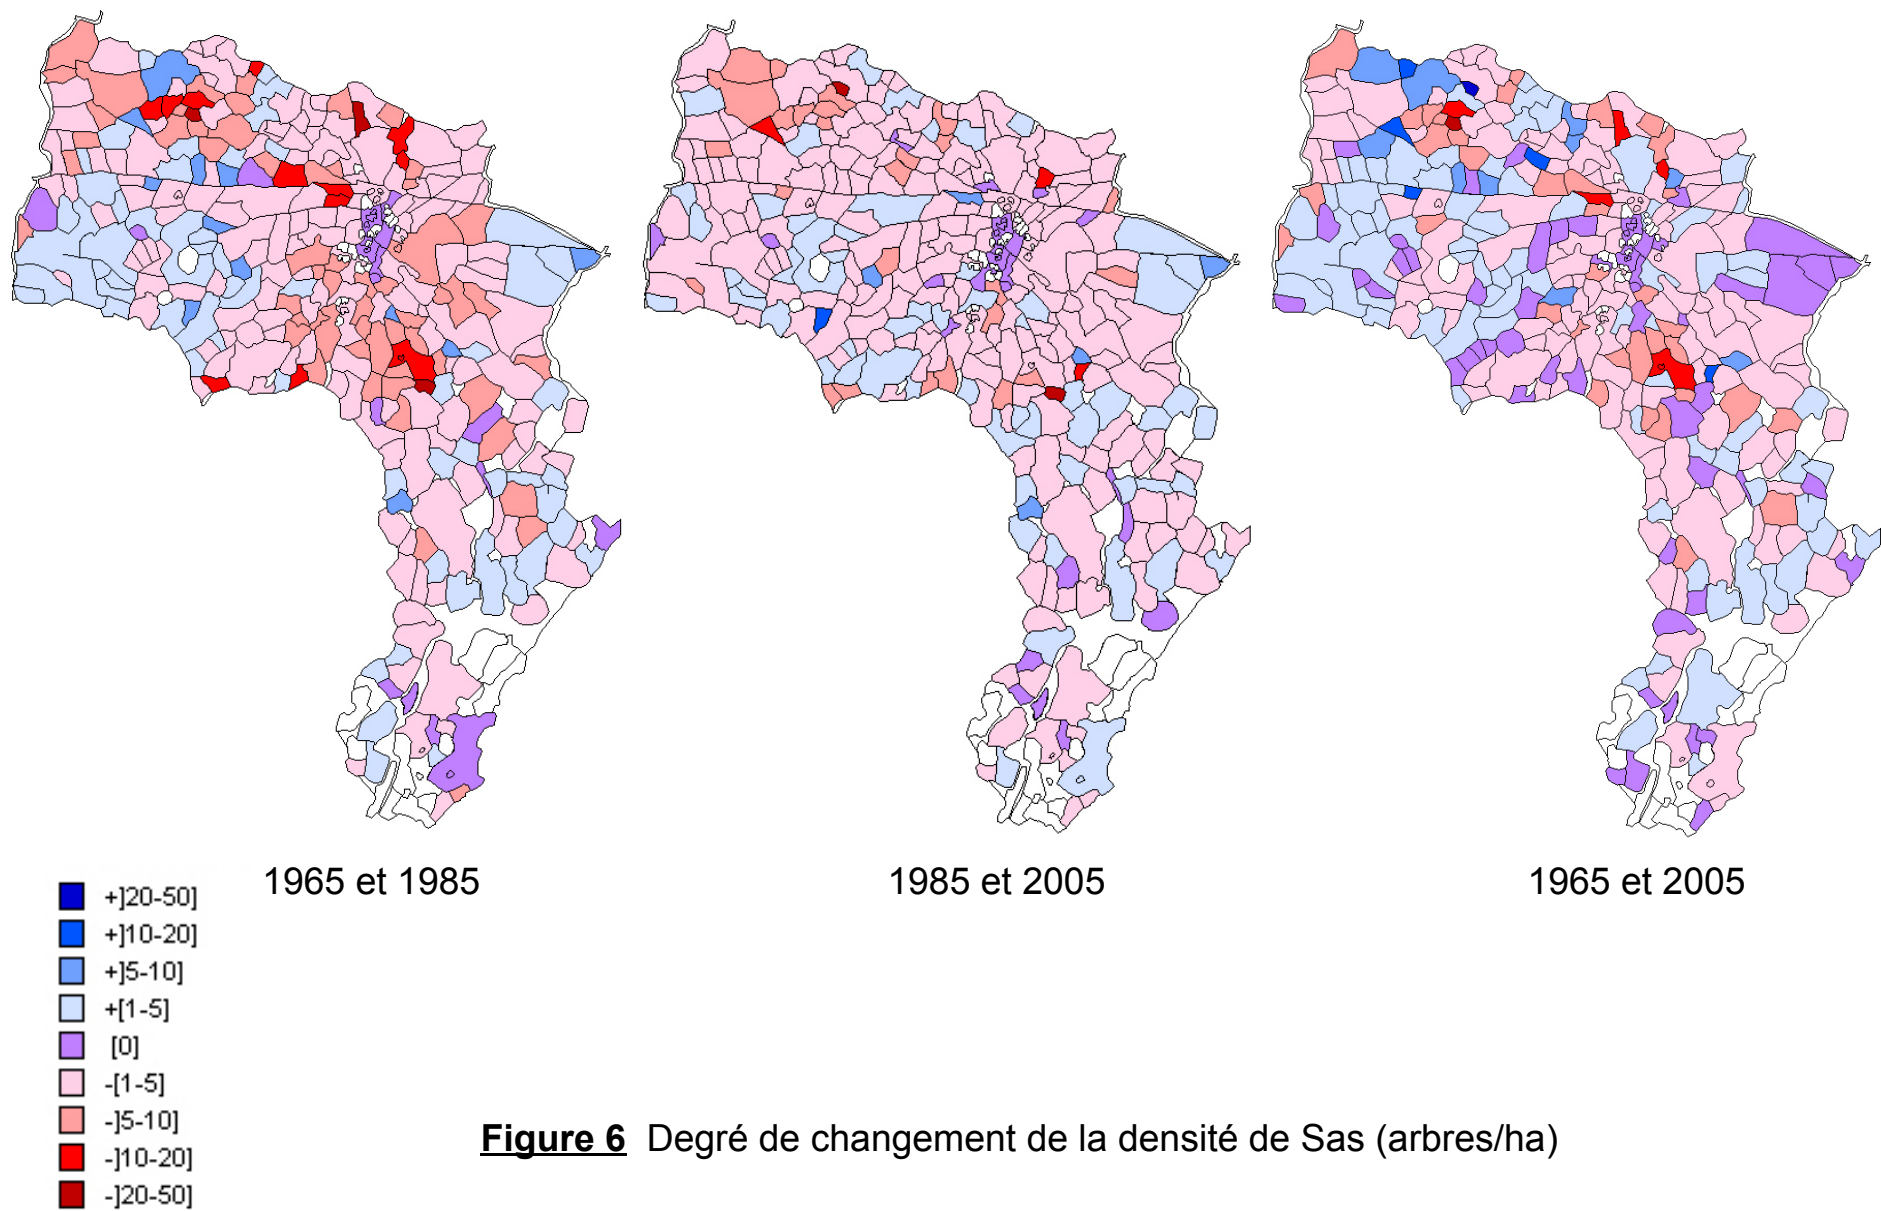 1965 et 1985
1985 et 2005
1965 et 2005
+]20-50]
+]10-20]
+]5-10]
+[1-5]
[0]
-[1-5]
-]5-10]
-]10-20]
-]20-50]
Figure 6 Degré de changement de la densité de Sas (arbres/ha)